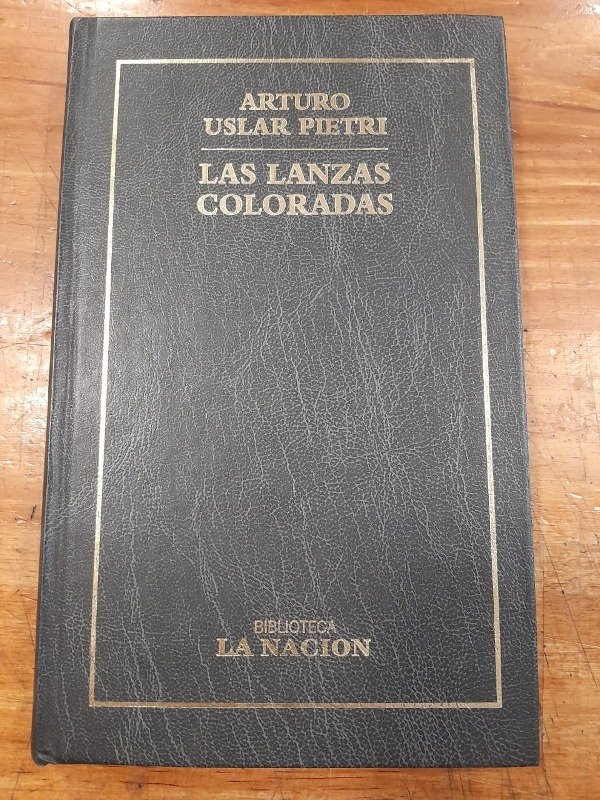 ARTURO
USLAR PIETRI
LAS LANZAS
COLORADAS
BIBLIOTECA
LA NACION